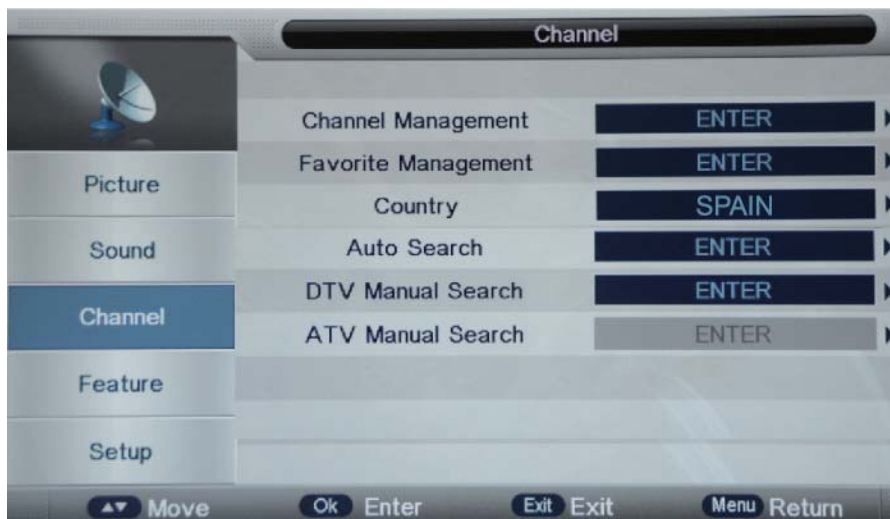 Channel
Channel Management ENTER
Favorite Management ENTER
Country SPAIN
Auto Search ENTER
DTV Manual Search ENTER
ATV Manual Search ENTER
Picture
Sound
Channel
Feature
Setup
Move Ok Enter Exit Exit Menu Return